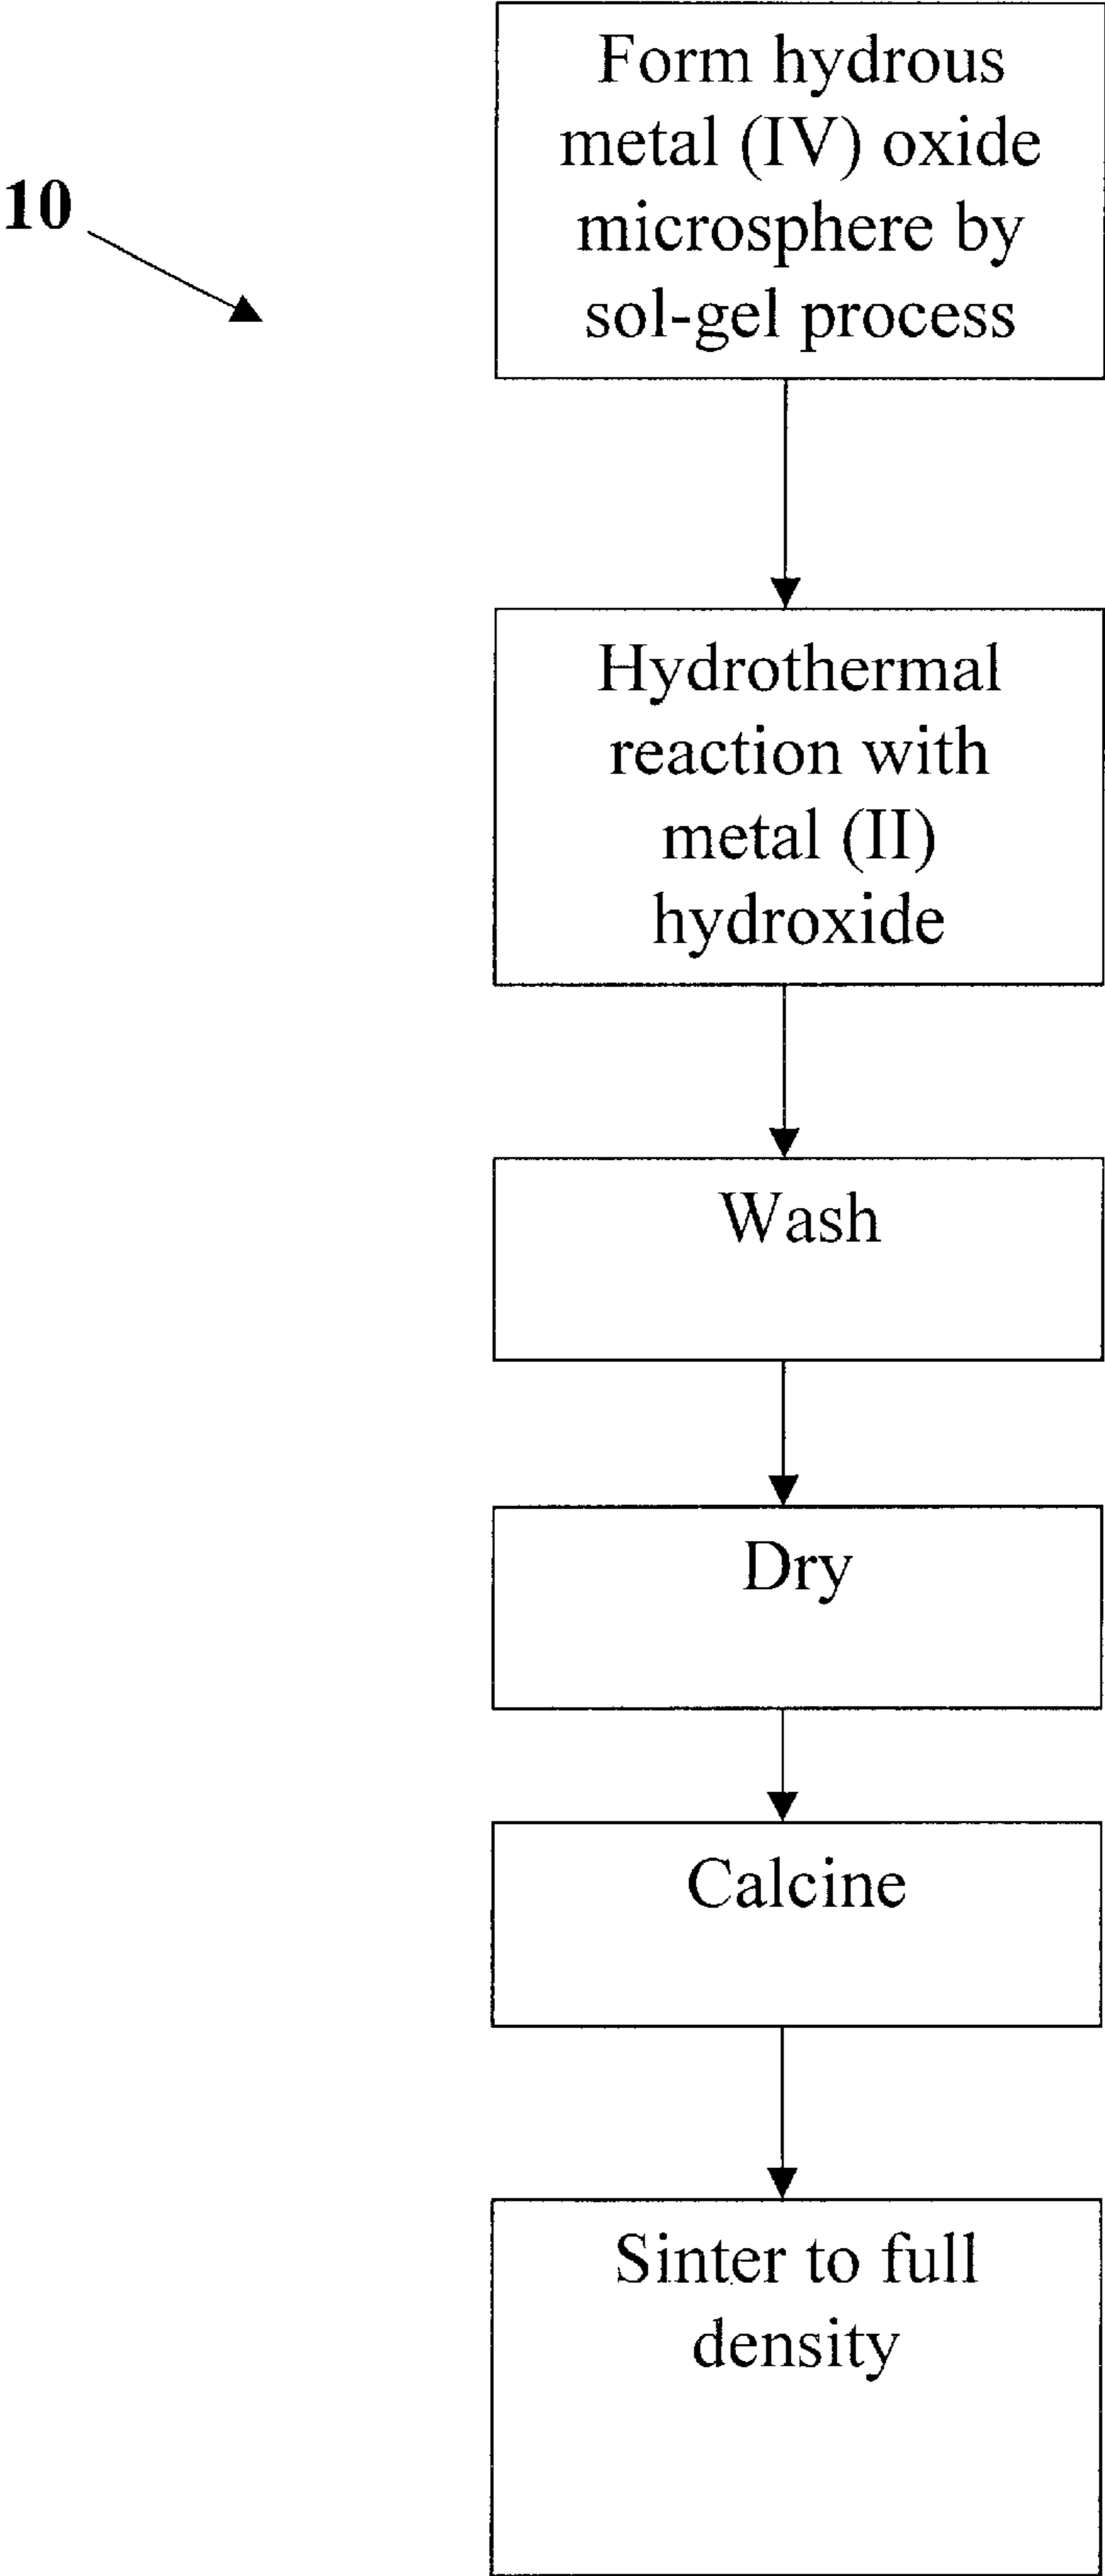 Form hydrous
metal (IV) oxide
microsphere by
sol-gel process
10
Hydrothermal
reaction with
metal (II)
hydroxide
Wash
Dry
Calcine
Sinter to full
density